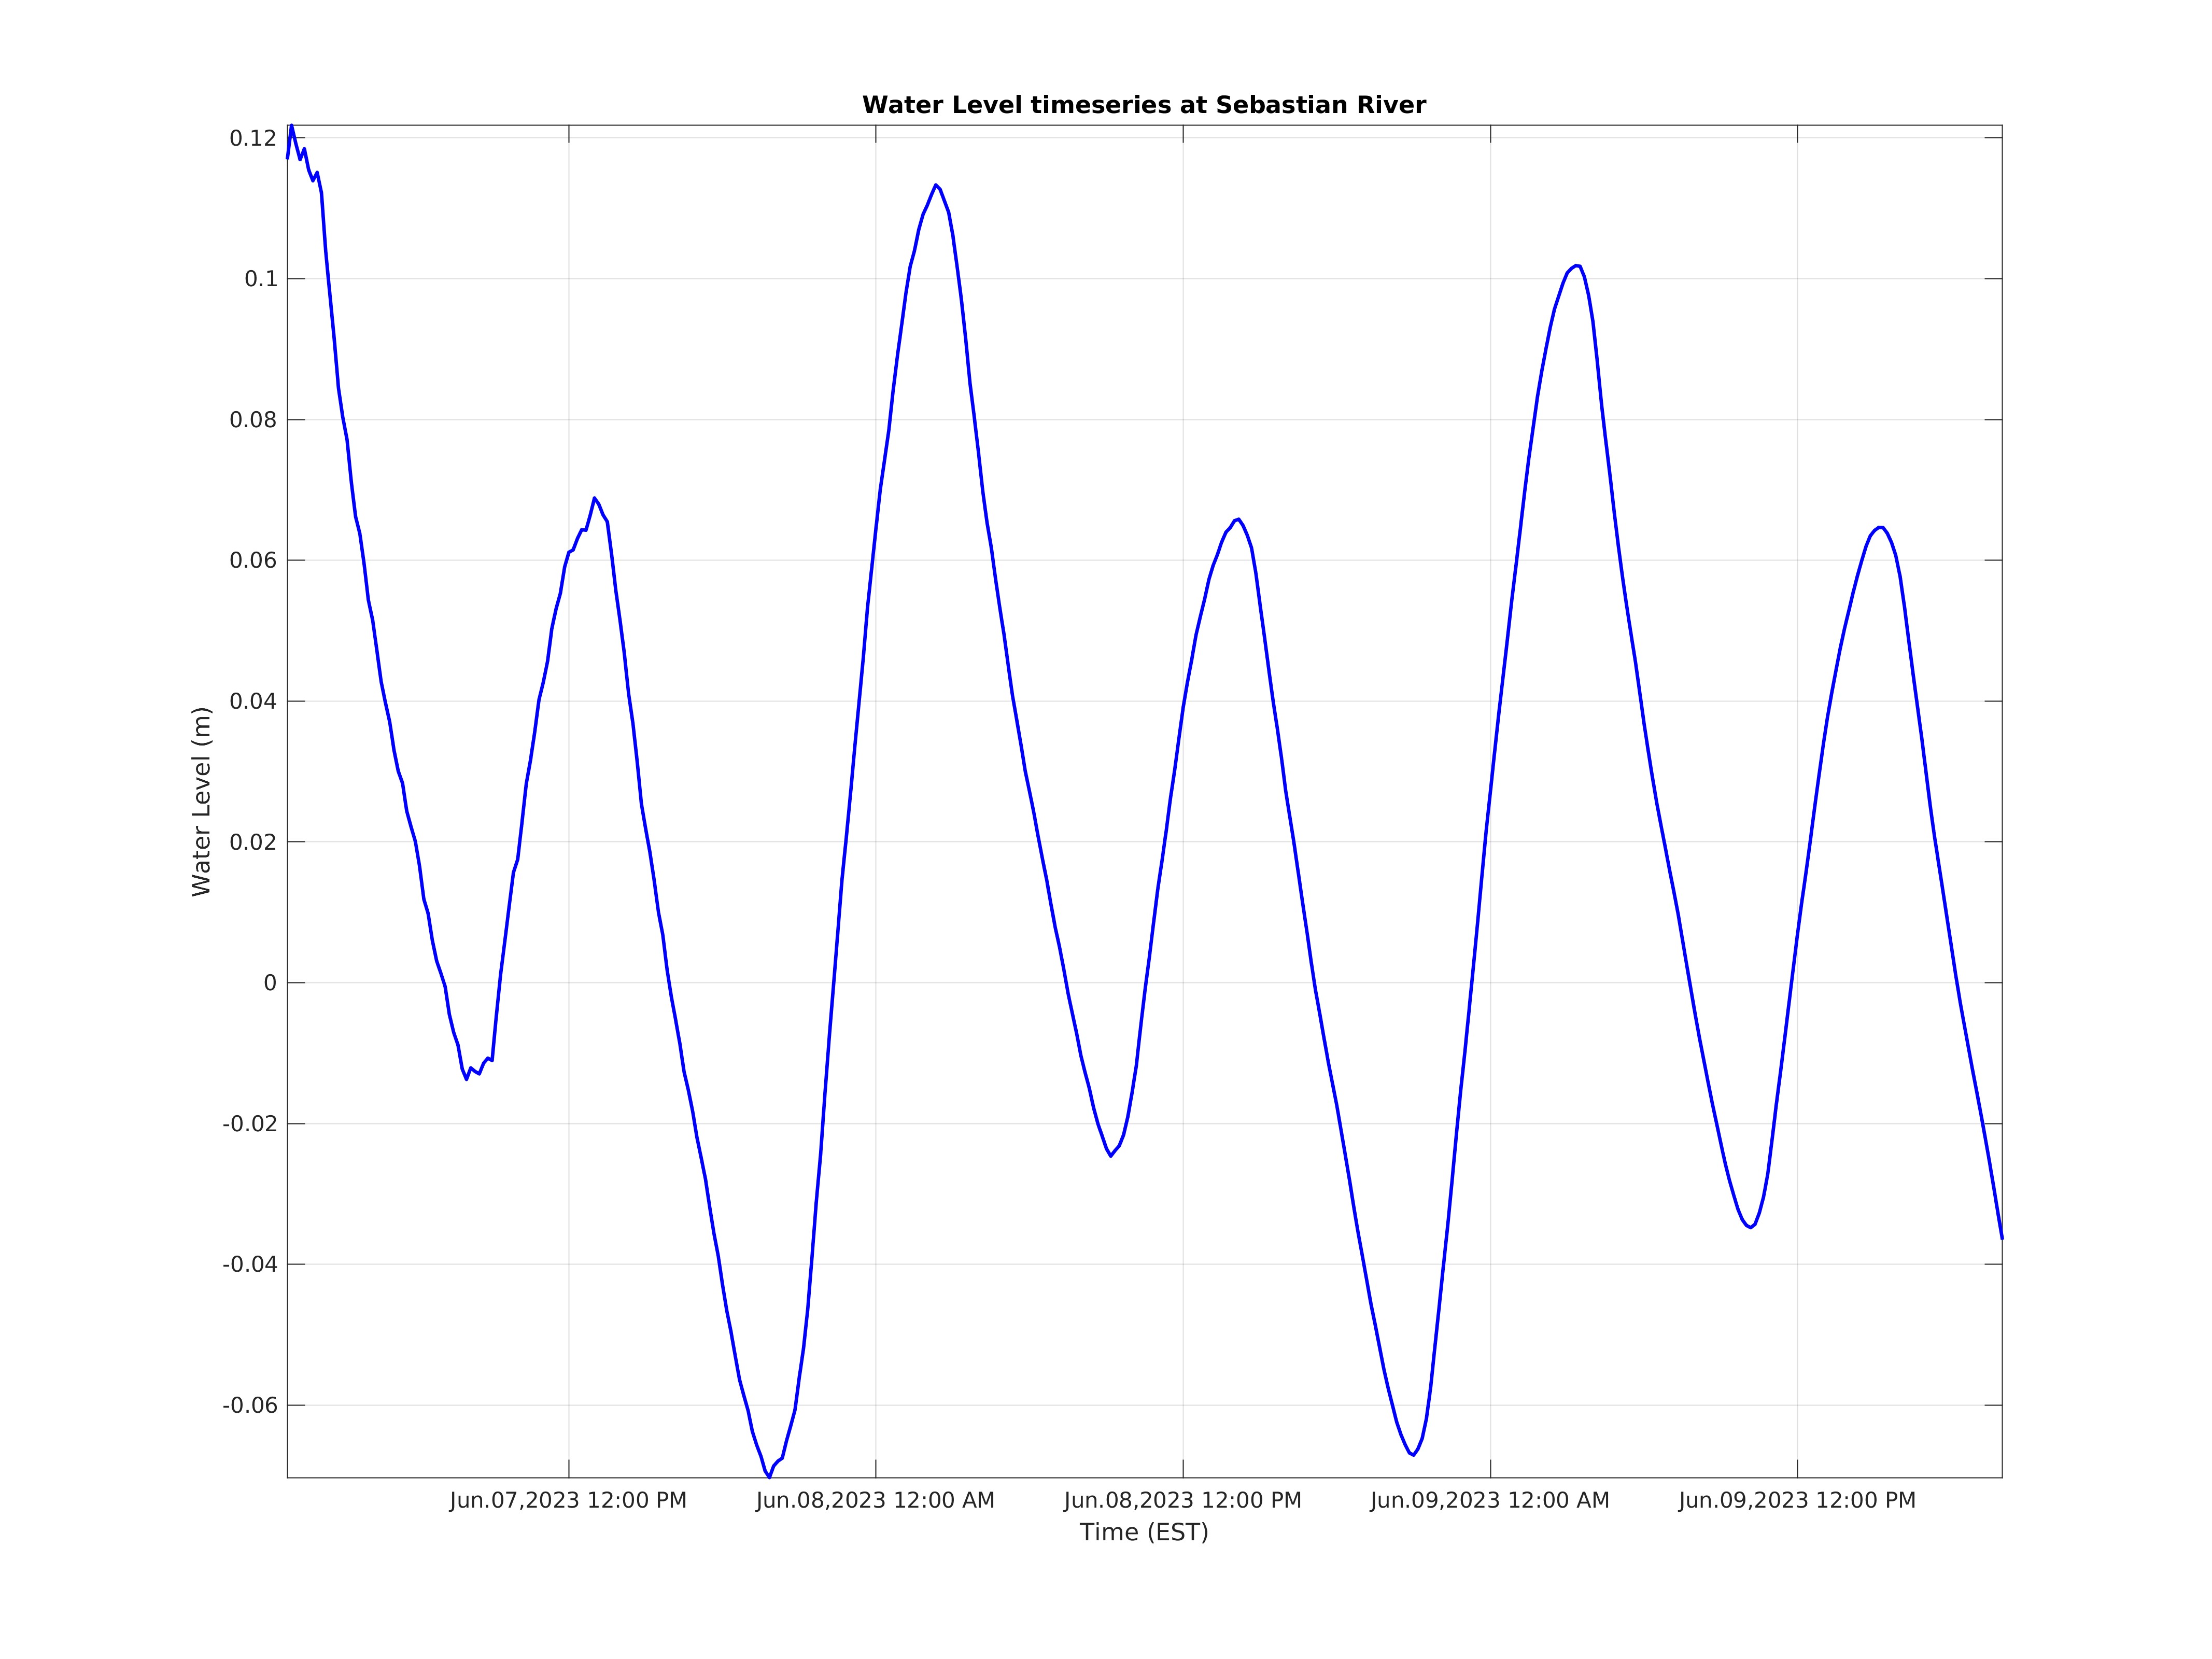 Water Level timeseries at Sebastian River
0.12
0.1
0.08
0.06
0.04
0.02
0
-0.02
-0.04
-0.06
Water Level (m)
Jun.07,2023 12:00 PM
Jun.08,2023 12:00 AM
Jun.08,2023 12:00 PM
Jun.09,2023 12:00 AM
Jun.09,2023 12:00 PM
Time (EST)